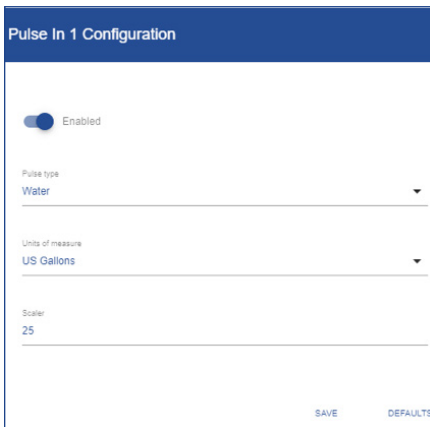 Pulse In 1 Configuration
Enabled
Pulse type
Water
Units of measure
US Gallons
Scaler
25
SAVE DEFAULTS